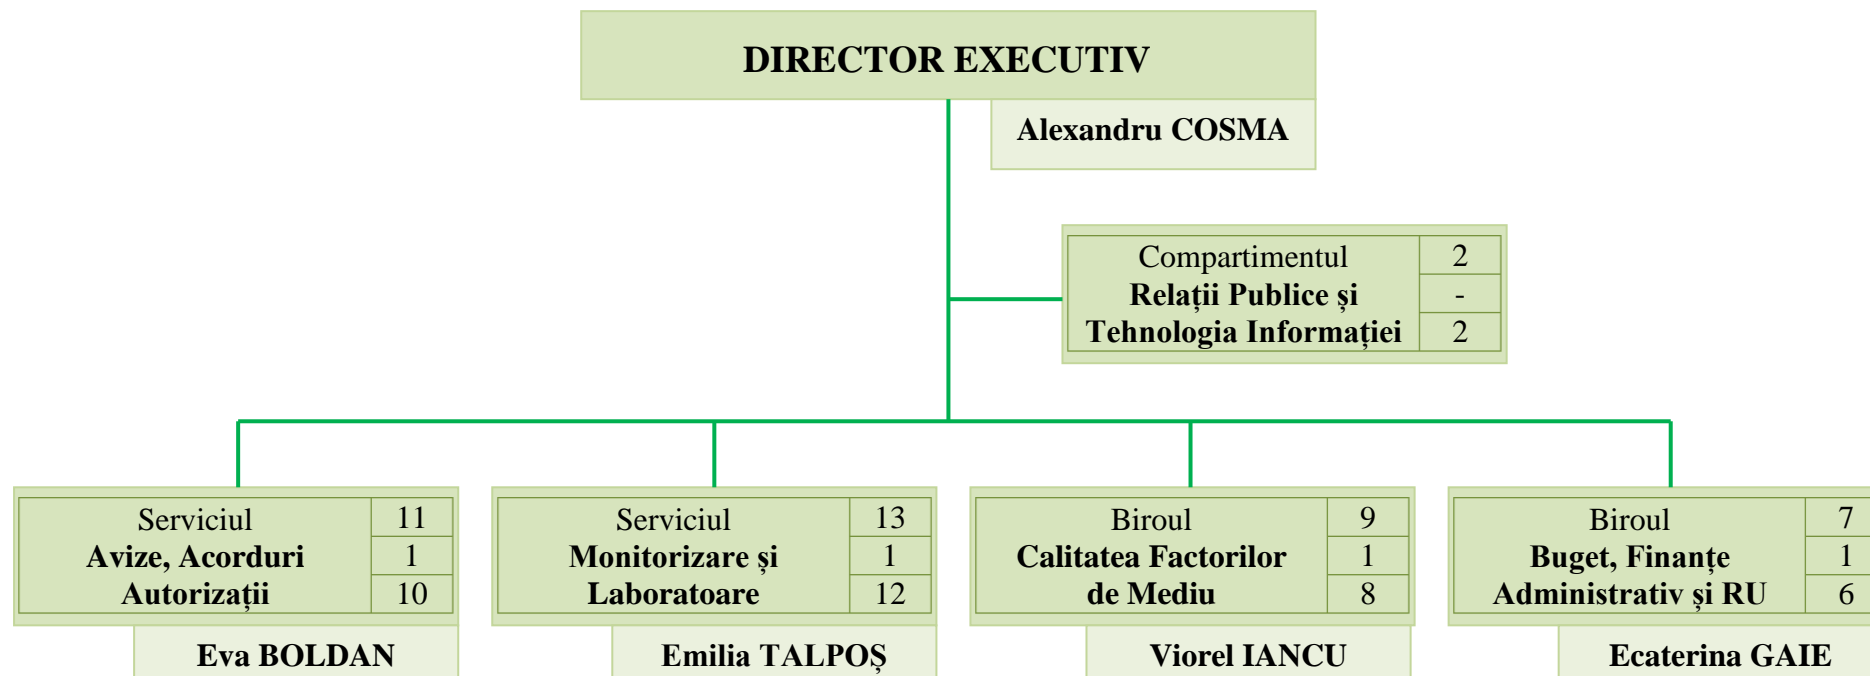 DIRECTOR EXECUTIV
Alexandru COSMA
Compartimentul 2
Relații Publice și -
Tehnologia Informației 2
Serviciul 11
Avize, Acorduri 1
Autorizații 10
Eva BOLDAN
Serviciul 13
Monitorizare și 1
Laboratoare 12
Emilia TALPOȘ
Biroul 9
Calitatea Factorilor 1
de Mediu 8
Viorel IANCU
Biroul 7
Buget, Finanțe 1
Administrativ și RU 6
Ecaterina GAIE